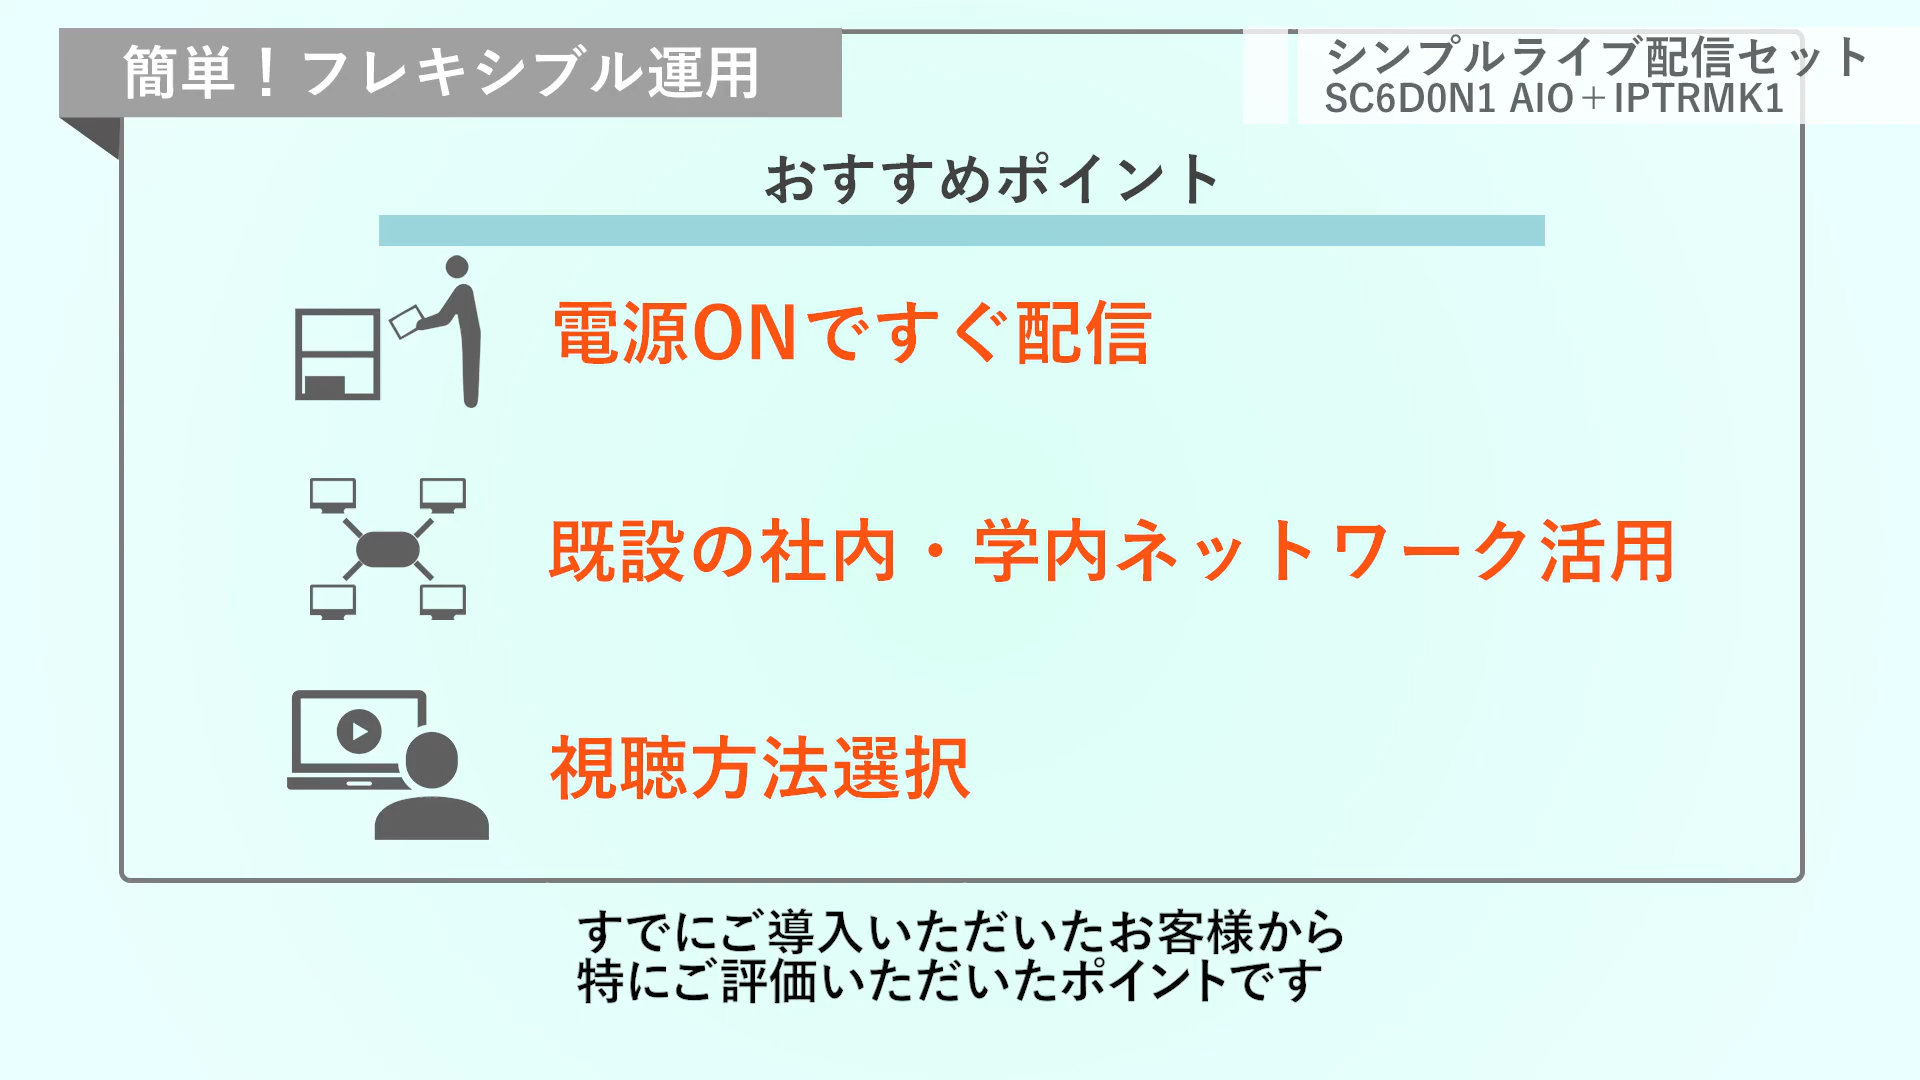 簡単！フレキシブル運用
シンプルライブ配信セット
SC6D0N1 AIO＋IPTRMK1
おすすめポイント
電源ONですぐ配信
既設の社内・学内ネットワーク活用
視聴方法選択
すでにご導入いただいたお客様から
特にご評価いただいたポイントです